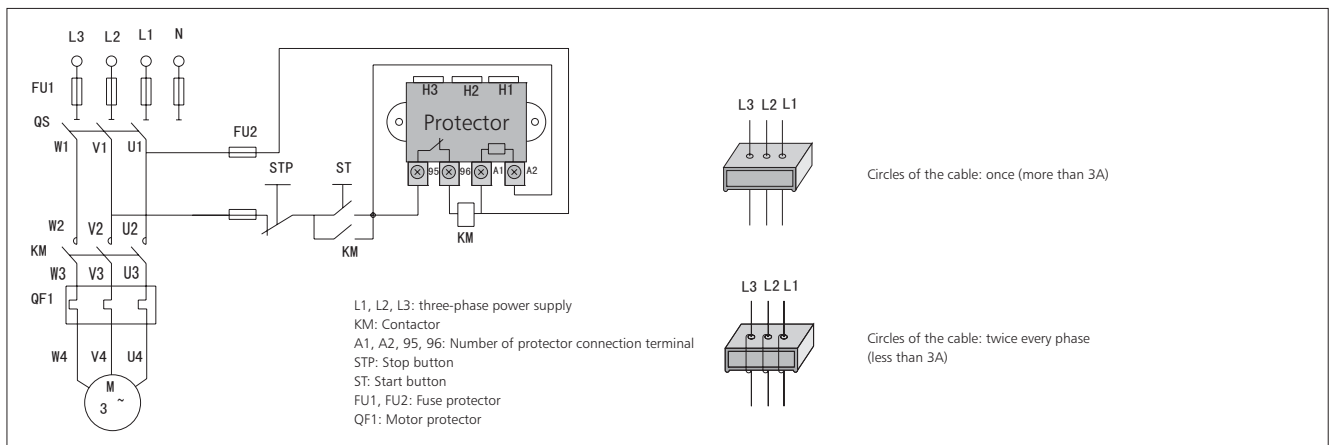 L3 L2 L1 N
FU1
QS
W1 V1 U1
FU2
STP ST
H3 H2 H1
Protector
95 96 A1 A2
KM
KM
W2 V2 U2
KM
W3 V3 U3
QF1
W4 V4 U4
M
3 ~
L1, L2, L3: three-phase power supply
KM: Contactor
A1, A2, 95, 96: Number of protector connection terminal
STP: Stop button
ST: Start button
FU1, FU2: Fuse protector
QF1: Motor protector
L3 L2 L1
Circles of the cable: once (more than 3A)
L3 L2 L1
Circles of the cable: twice every phase
(less than 3A)